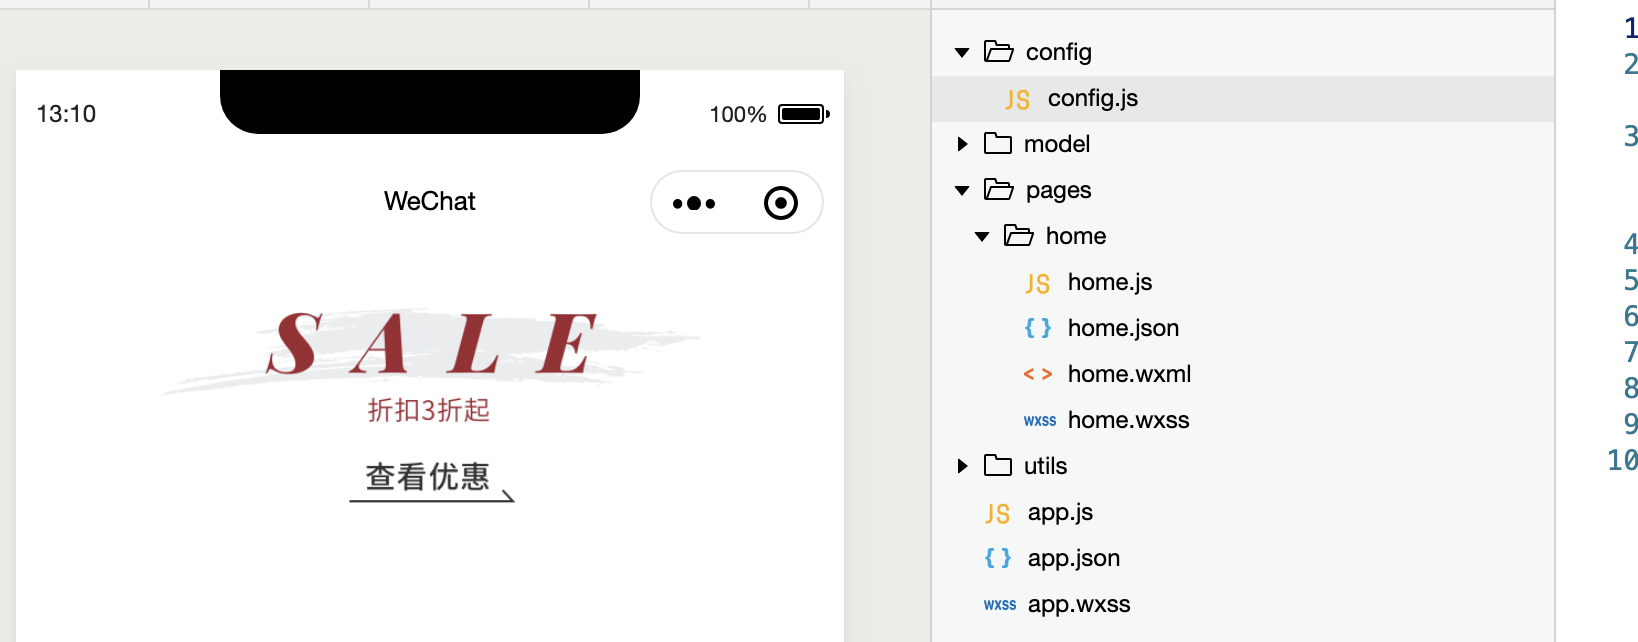 13:10
100%
WeChat
SALE
折扣3折起
查看优惠
config
JS config.js
model
pages
home
JS home.js
{ } home.json
< > home.wxml
wxss home.wxss
utils
JS app.js
{ } app.json
wxss app.wxss
1
2
3
4
5
6
7
8
9
10